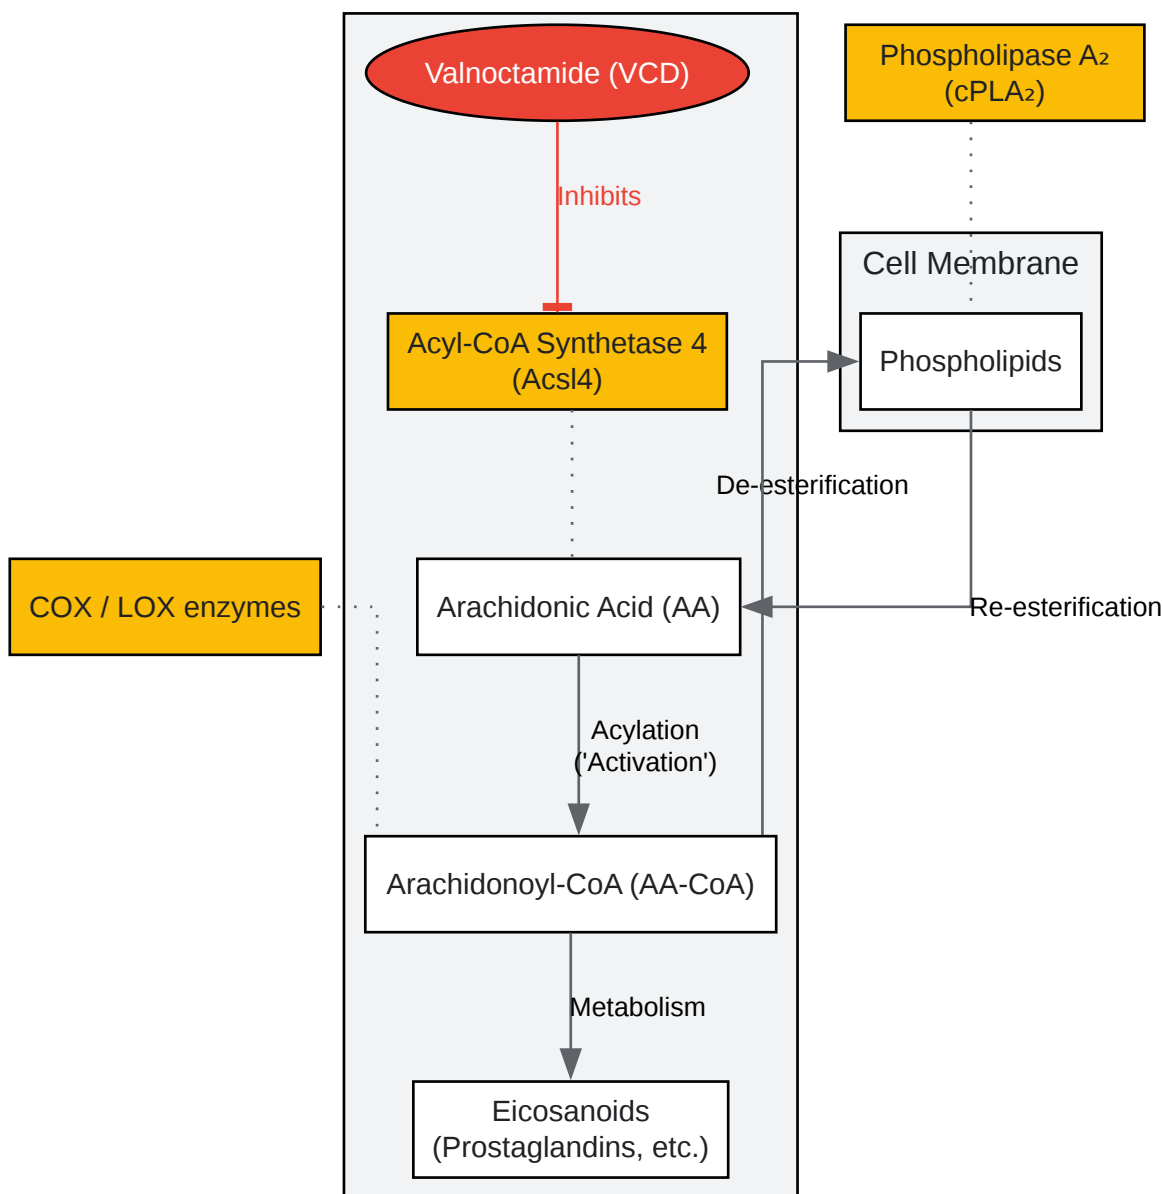 Valnoctamide (VCD)
Phospholipase A₂
(cPLA₂)
Inhibits
Cell Membrane
Acyl-CoA Synthetase 4
(Acsl4)
Phospholipids
De-esterification
COX / LOX enzymes
Arachidonic Acid (AA)
Re-esterification
Acylation
('Activation')
Arachidonoyl-CoA (AA-CoA)
Metabolism
Eicosanoids
(Prostaglandins, etc.)